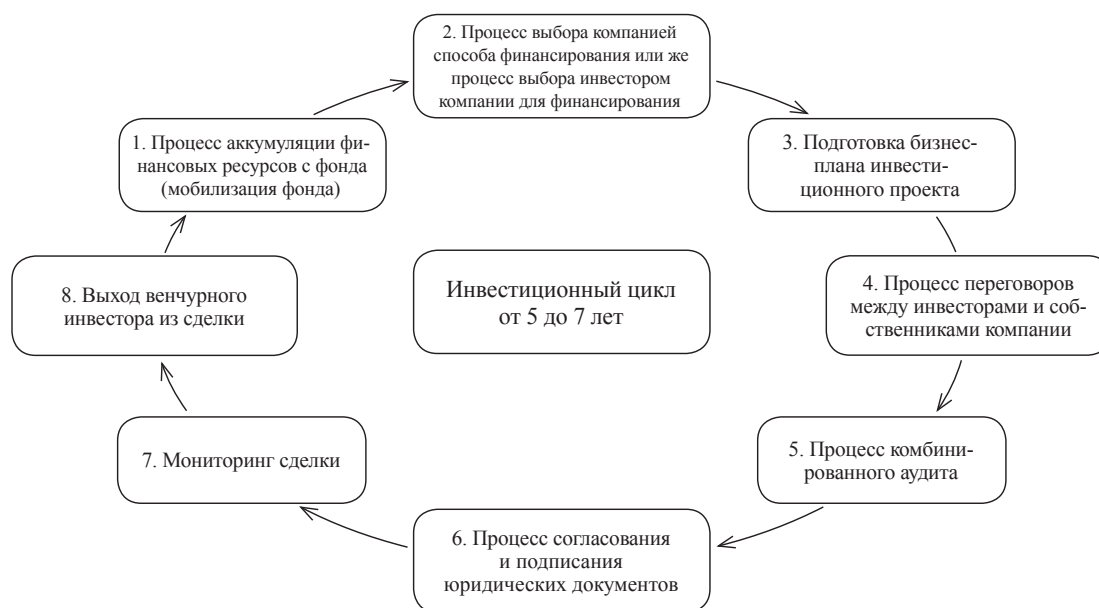 2. Процесс выбора компанией
способа финансирования или же
процесс выбора инвестором
компании для финансирования
1. Процесс аккумуляции фи-
нансовых ресурсов с фонда
(мобилизация фонда)
3. Подготовка бизнес-
плана инвести-
ционного проекта
8. Выход венчурного
инвестора из сделки
Инвестиционный цикл
от 5 до 7 лет
4. Процесс переговоров
между инвесторами и соб-
ственниками компании
7. Мониторинг сделки
5. Процесс комбини-
рованного аудита
6. Процесс согласования
и подписания
юридических документов